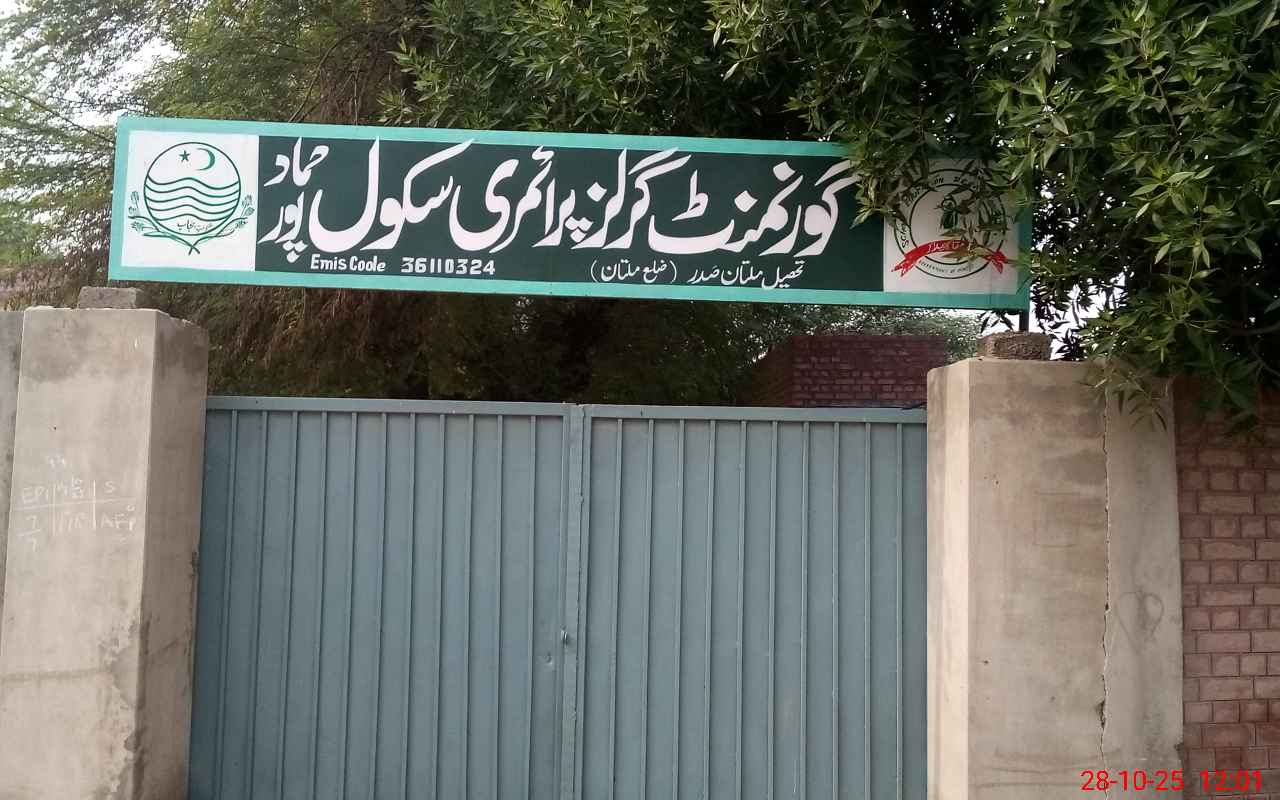 گورنمنٹ گرلز پرائمری سکول حماد پور
تحصیل ملتان صدر (ضلع ملتان)
Emis Code 36110324
28-10-25 12:01